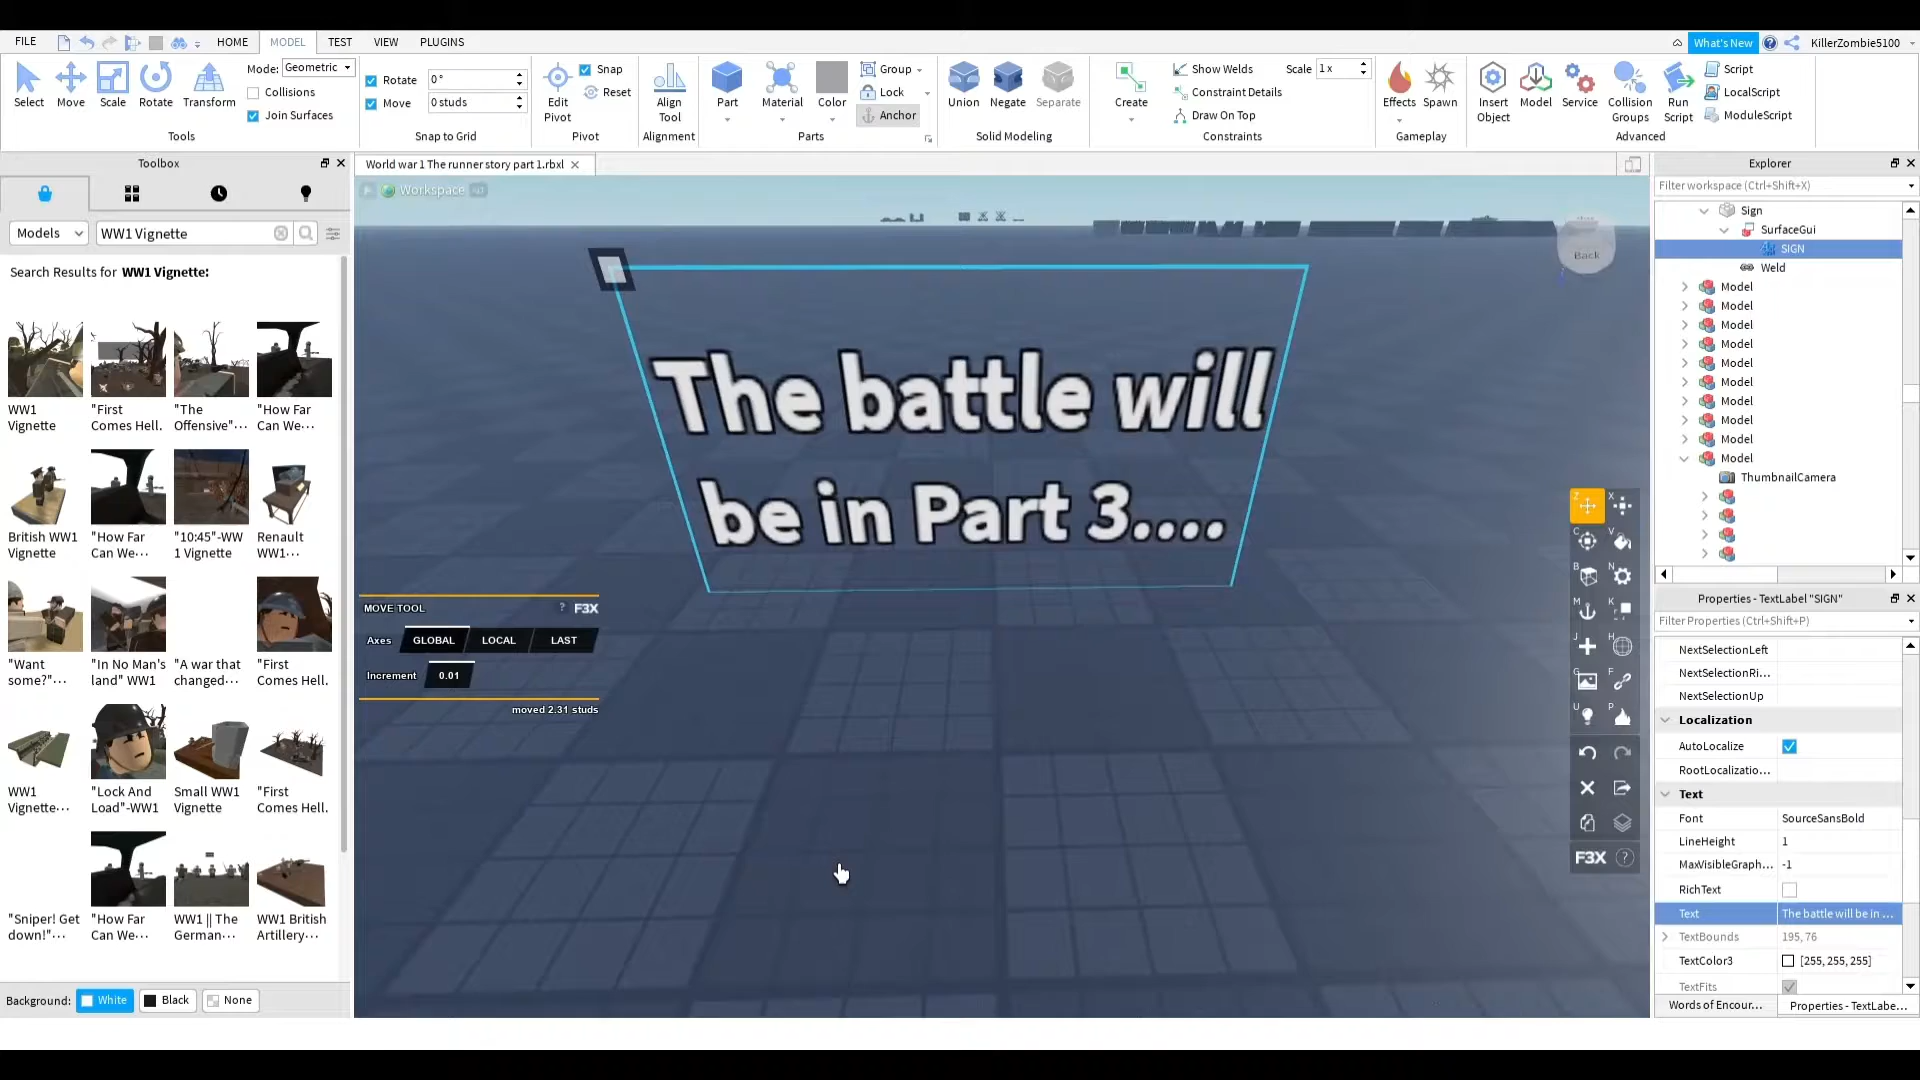 FILE
HOME
MODEL
TEST
VIEW
PLUGINS
What's New
KillerZombie5100
Select
Move
Scale
Rotate
Transform
Mode: Geometric
Collisions
Join Surfaces
Tools
Rotate 0 °
Move 0 studs
Snap to Grid
Edit Pivot
Snap
Reset
Pivot
Align Tool
Alignment
Part
Material
Color
Group
Lock
Anchor
Parts
Union
Negate
Separate
Solid Modeling
Create
Show Welds
Scale 1 x
Constraint Details
Draw On Top
Constraints
Effects
Spawn
Gameplay
Insert Object
Model
Service
Collision Groups
Run Script
Script
LocalScript
ModuleScript
Advanced
Toolbox
Models
WW1 Vignette
Search Results for WW1 Vignette:
WW1 Vignette
"First Comes Hell.
"The Offensive"···
"How Far Can We···
British WW1 Vignette
"How Far Can We···
"10:45"-WW 1 Vignette
Renault WW1···
"Want some?"···
"In No Man's land" WW1
"A war that changed···
"First Comes Hell.
WW1 Vignette···
"Lock And Load"-WW1
Small WW1 Vignette
"First Comes Hell.
"Sniper! Get down!"···
"How Far Can We···
WW1 || The German···
WW1 British Artillery···
Background: White Black None
World war 1 The runner story part 1.rbxl
Workspace
Back
The battle will
be in Part 3....
MOVE TOOL ? F3X
Axes GLOBAL LOCAL LAST
Increment 0.01
moved 2.31 studs
Z X
C V
B N
M K
J H
G F
U P
F3X ?
Explorer
Filter workspace (Ctrl+Shift+X)
Sign
SurfaceGui
SIGN
Weld
Model
Model
Model
Model
Model
Model
Model
Model
Model
Model
ThumbnailCamera
Properties - TextLabel "SIGN"
Filter Properties (Ctrl+Shift+P)
NextSelectionLeft
NextSelectionRi...
NextSelectionUp
Localization
AutoLocalize
RootLocalizatio...
Text
Font SourceSansBold
LineHeight 1
MaxVisibleGraph... -1
RichText
Text The battle will be in ...
TextBounds 195, 76
TextColor3 [255, 255, 255]
TextFits
Words of Encour...
Properties - TextLabe...